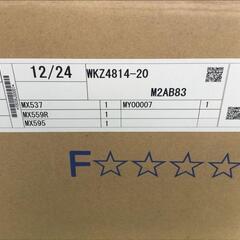 12/24 WKZ4814-20
M2AB83
MX537 1 MY00007 1
MX559R 1
MX595 1
F☆☆☆☆